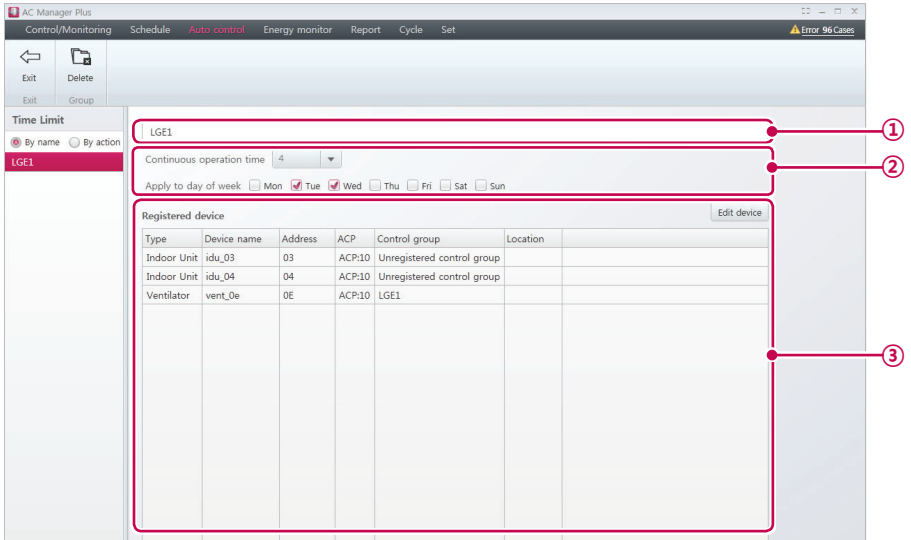 AC Manager Plus
Control/Monitoring Schedule Auto control Energy monitor Report Cycle Set Error 96 Cases
Exit Delete
Exit Group
Time Limit
By name By action
LGE1
LGE1
①
Continuous operation time 4
②
Apply to day of week Mon Tue Wed Thu Fri Sat Sun
Registered device Edit device
Type Device name Address ACP Control group Location
Indoor Unit idu_03 03 ACP:10 Unregistered control group
Indoor Unit idu_04 04 ACP:10 Unregistered control group
Ventilator vent_0e 0E ACP:10 LGE1
③